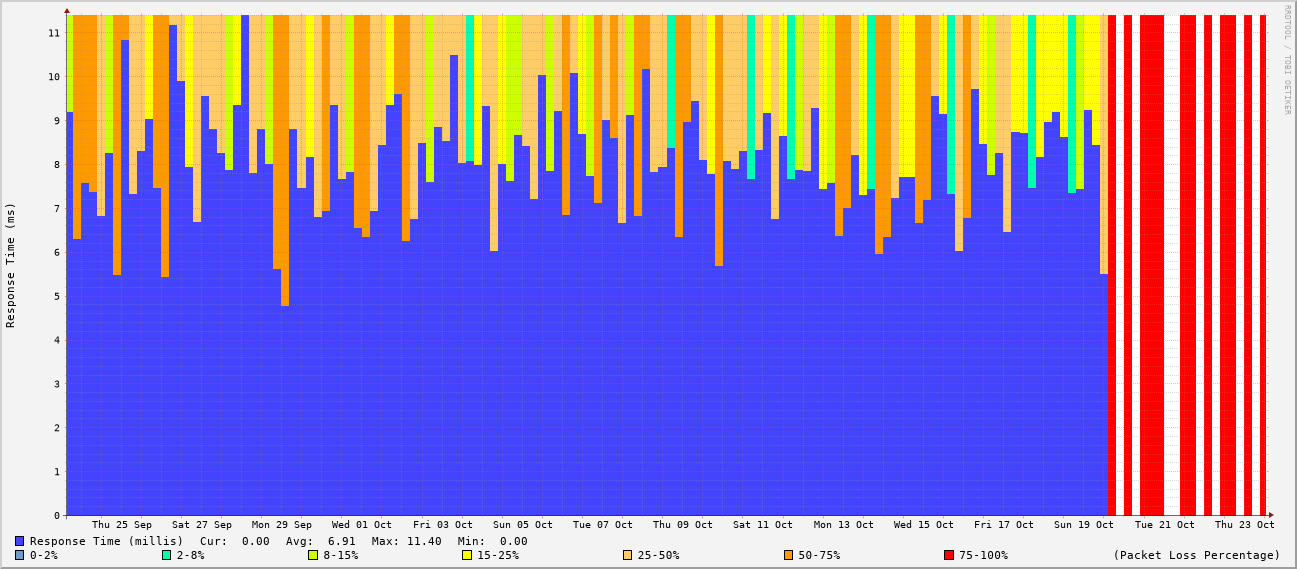 RRDTOOL / TOBI OETIKER
Response Time (ms)
11
10
9
8
7
6
5
4
3
2
1
0
Thu 25 Sep Sat 27 Sep Mon 29 Sep Wed 01 Oct Fri 03 Oct Sun 05 Oct Tue 07 Oct Thu 09 Oct Sat 11 Oct Mon 13 Oct Wed 15 Oct Fri 17 Oct Sun 19 Oct Tue 21 Oct Thu 23 Oct
Response Time (millis) Cur: 0.00 Avg: 6.91 Max: 11.40 Min: 0.00
0-2% 2-8% 8-15% 15-25% 25-50% 50-75% 75-100% (Packet Loss Percentage)